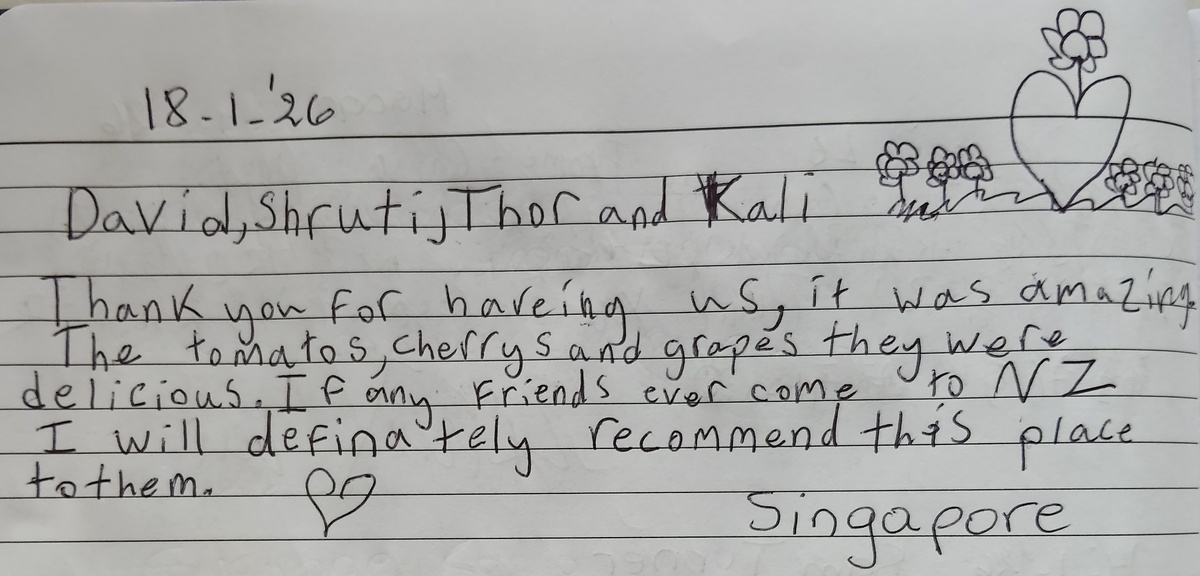 18-1-'26
David, Shruti, Thor and Kali
Thank you for haveing us, it was amazing
The tomatos, cherrys and grapes they were
delicious. If any friends ever come to NZ
I will definately recommend this place
to them.
Singapore